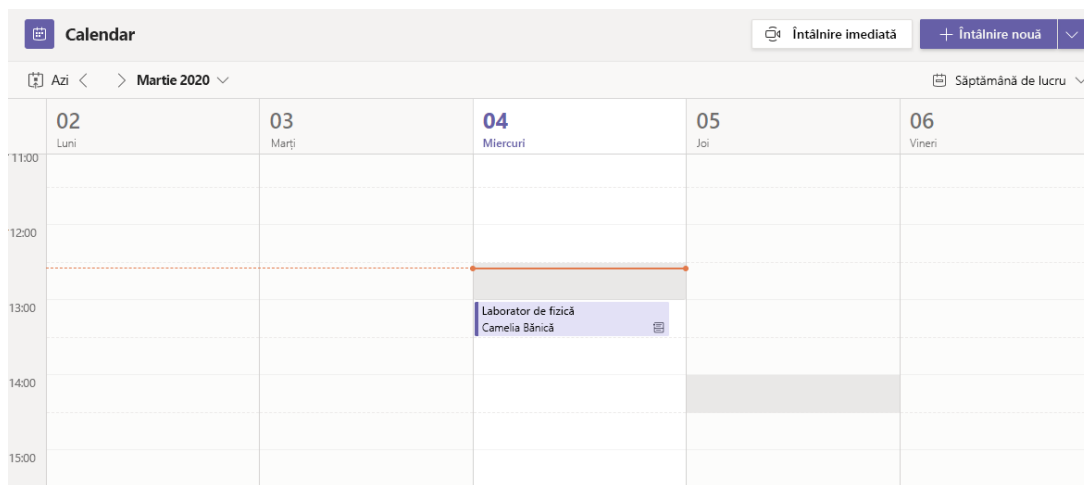 Calendar
Întâlnire imediată
Întâlnire nouă
Azi
Martie 2020
Săptămână de lucru
02
Luni
03
Marți
04
Miercuri
05
Joi
06
Vineri
11:00
12:00
13:00
Laborator de fizică
Camelia Bănică
14:00
15:00